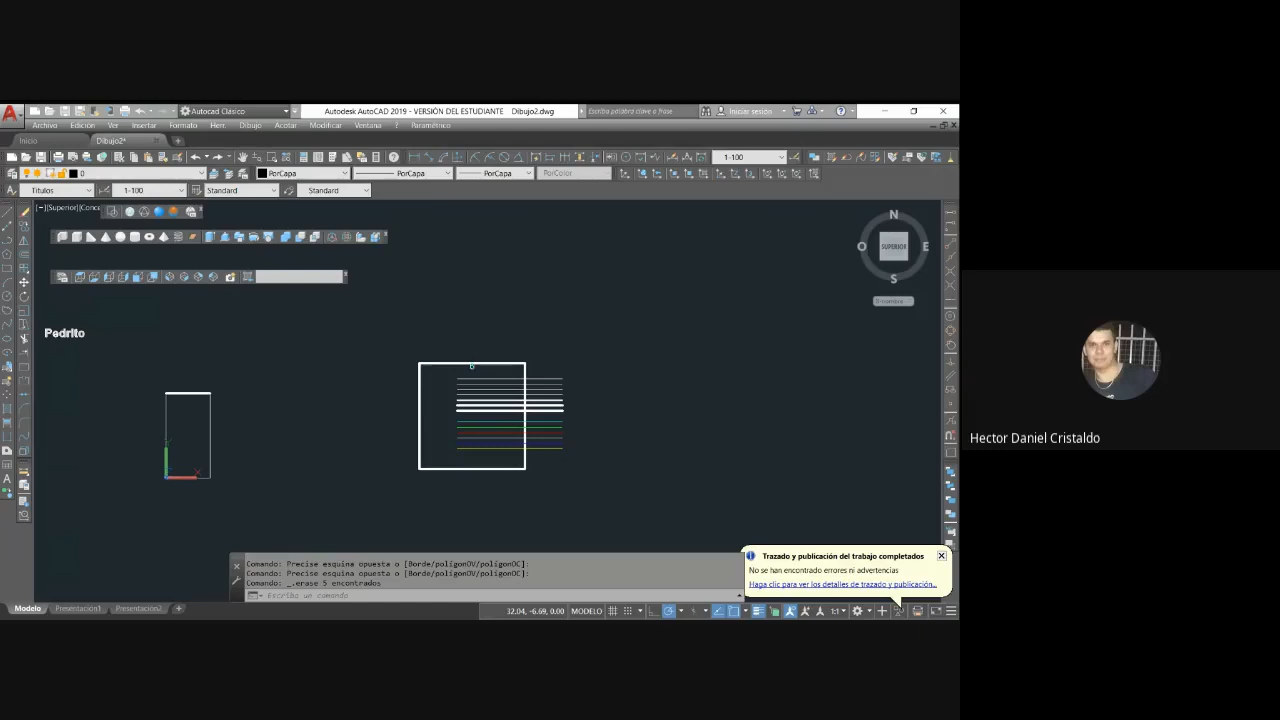 Autocad Clasico
Autodesk AutoCAD 2019 - VERSIÓN DEL ESTUDIANTE Dibujo2.dwg
Escriba palabra clave o frase
Iniciar sesión
Archivo Edición Ver Insertar Formato Herr. Dibujo Acotar Modificar Ventana ? Paramétrico
Inicio
Dibujo2*
1-100
0
PorCapa
PorCapa
PorCapa
PorColor
Titulos
1-100
Standard
Standard
[−][Superior][Conc
N
O
SUPERIOR
E
S
Pedrito
Hector Daniel Cristaldo
Y
X
Comando: Precise esquina opuesta o [Borde/polígonOV/polígonOC]:
Comando: Precise esquina opuesta o [Borde/polígonOV/polígonOC]:
Comando: _.erase 5 encontrados
Escriba un comando
Trazado y publicación del trabajo completados
No se han encontrado errores ni advertencias
Haga clic para ver los detalles de trazado y publicación...
Modelo Presentación1 Presentación2 +
32.04, -6.69, 0.00 MODELO
1:1